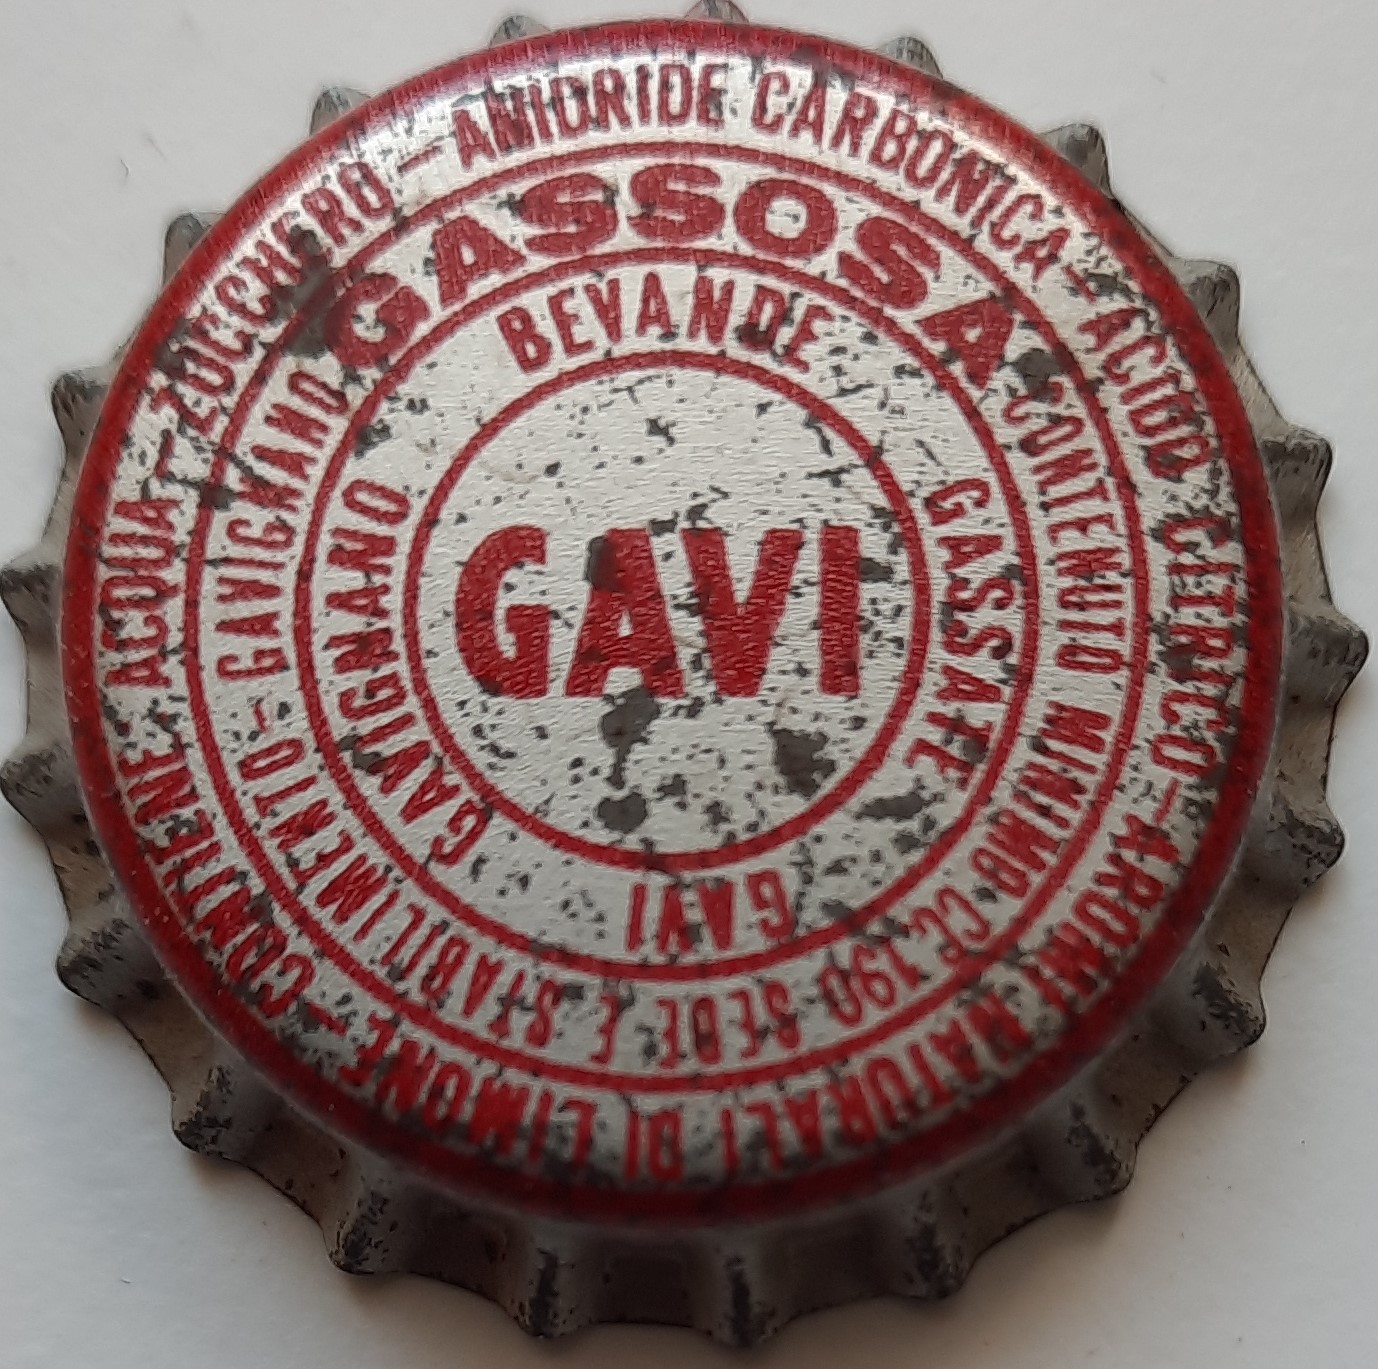 CONTIENE: ACQUA - ZUCCHERO - ANIDRIDE CARBONICA - ACIDO CITRICO - AROMI NATURALI DI LIMONE -
GASSOSA
CONTENUTO MINIMO CC. 190 SEDE E STABILIMENTO - GAVIGNANO
BEVANDE GASSATE GAVI GAVIGNANO
GAVI